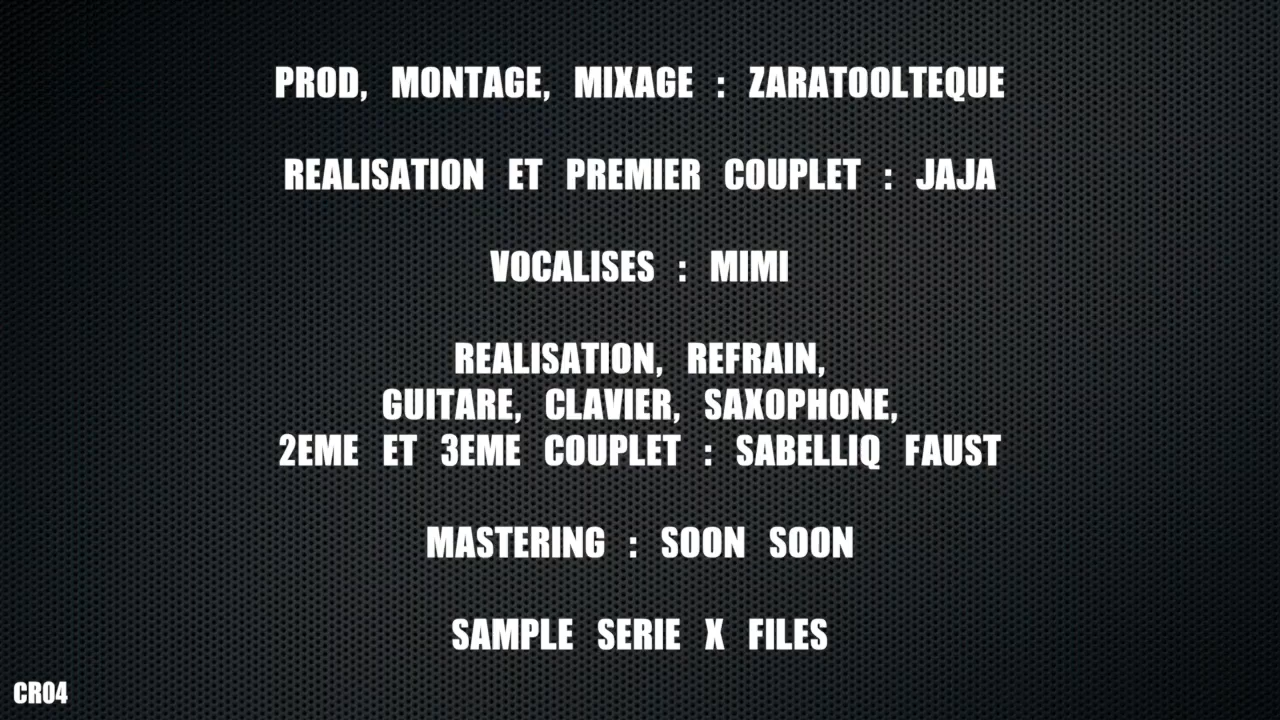 PROD, MONTAGE, MIXAGE : ZARATOOLTEQUE
REALISATION ET PREMIER COUPLET : JAJA
VOCALISES : MIMI
REALISATION, REFRAIN,
GUITARE, CLAVIER, SAXOPHONE,
2EME ET 3EME COUPLET : SABELLIQ FAUST
MASTERING : SOON SOON
SAMPLE SERIE X FILES
CR04